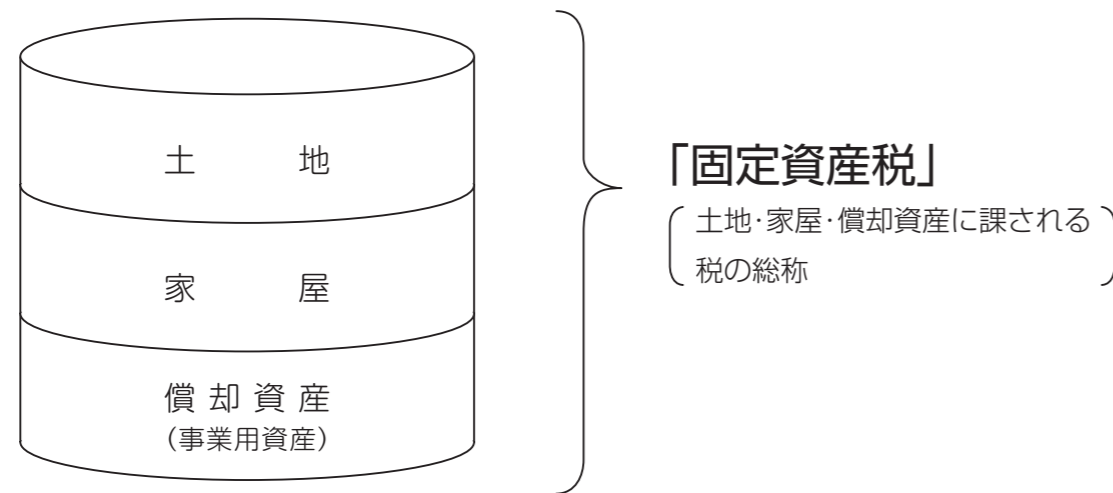 土地
家屋
償却資産
（事業用資産）
「固定資産税」
土地・家屋・償却資産に課される
税の総称